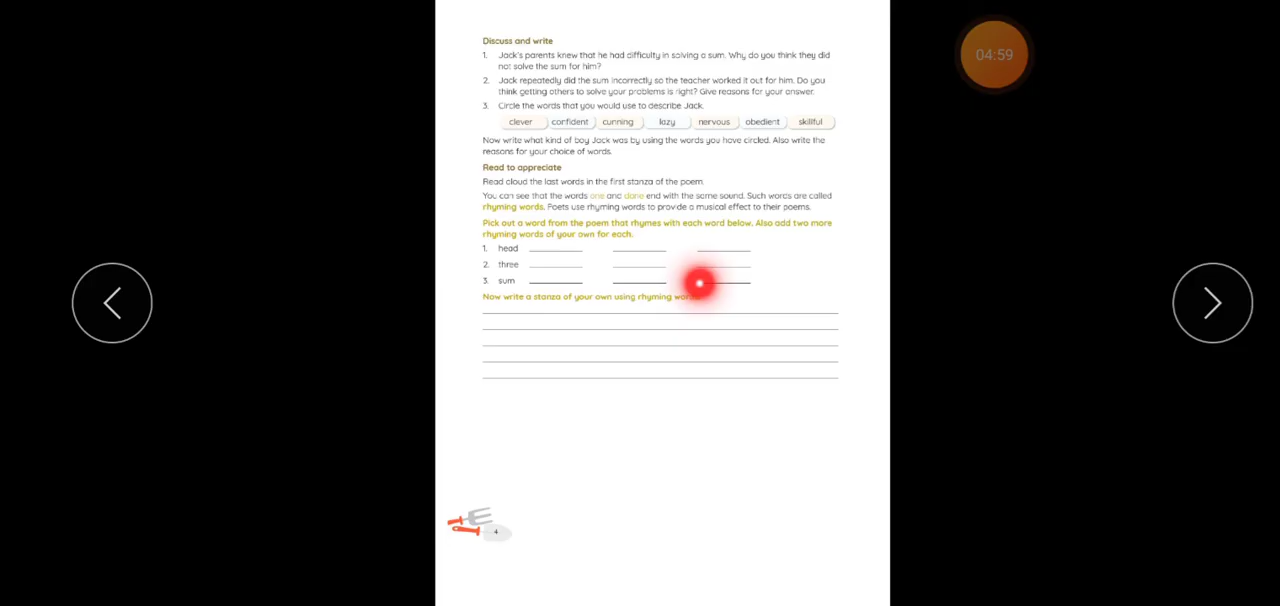 04:59
Discuss and write
1. Jack's parents knew that he had difficulty in solving a sum. Why do you think they did
not solve the sum for him?
2. Jack repeatedly did the sum incorrectly so the teacher worked it out for him. Do you
think getting others to solve your problems is right? Give reasons for your answer.
3. Circle the words that you would use to describe Jack.
clever confident cunning lazy nervous obedient skillful
Now write what kind of boy Jack was by using the words you have circled. Also write the
reasons for your choice of words.
Read to appreciate
Read cloud the last words in the first stanza of the poem.
You can see that the words one and done end with the same sound. Such words are called
rhyming words. Poets use rhyming words to provide a musical effect to their poems.
Pick out a word from the poem that rhymes with each word below. Also add two more
rhyming words of your own for each.
1. head
2. three
3. sum
Now write a stanza of your own using rhyming
4